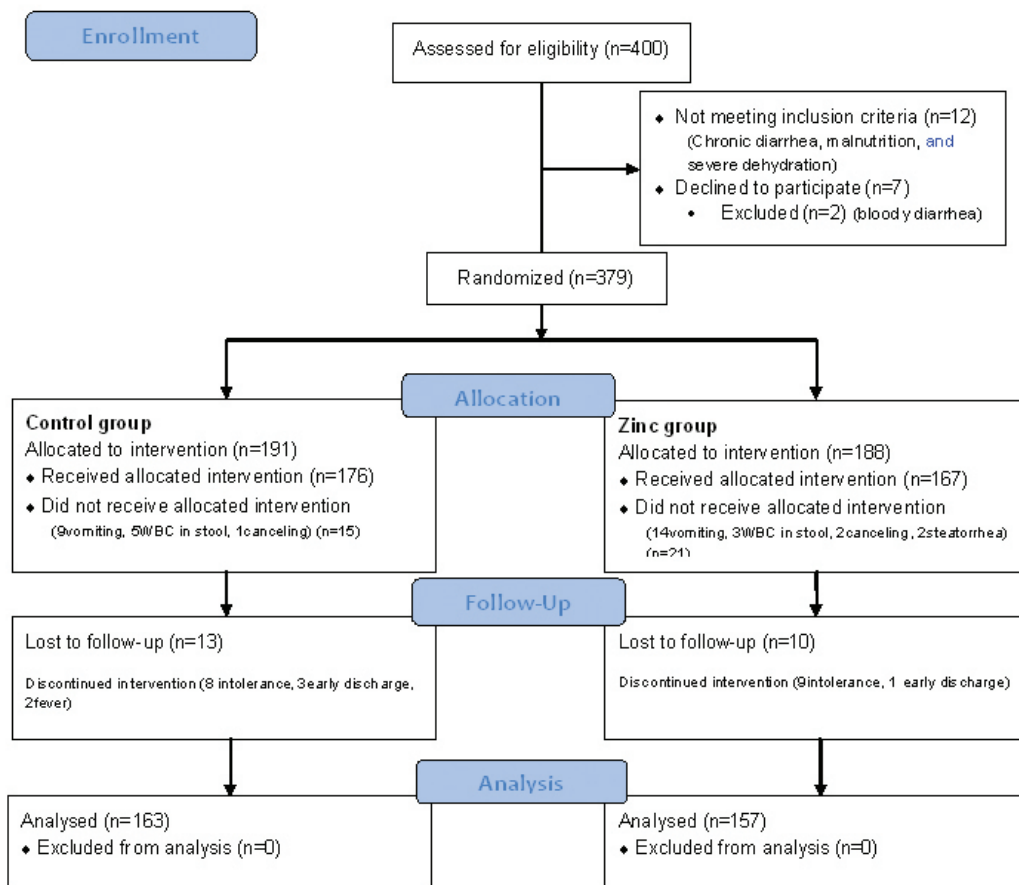 Enrollment
Assessed for eligibility (n=400)
♦ Not meeting inclusion criteria (n=12)
(Chronic diarrhea, malnutrition, and
severe dehydration)
♦ Declined to participate (n=7)
• Excluded (n=2) (bloody diarrhea)
Randomized (n=379)
Allocation
Control group
Allocated to intervention (n=191)
♦ Received allocated intervention (n=176)
♦ Did not receive allocated intervention
(9vomiting, 5WBC in stool, 1canceling) (n=15)
Zinc group
Allocated to intervention (n=188)
♦ Received allocated intervention (n=167)
♦ Did not receive allocated intervention
(14vomiting, 3WBC in stool, 2canceling, 2steatorrhea)
(n=21)
Follow-Up
Lost to follow-up (n=13)
Discontinued intervention (8 intolerance, 3early discharge,
2fever)
Lost to follow-up (n=10)
Discontinued intervention (9intolerance, 1 early discharge)
Analysis
Analysed (n=163)
♦ Excluded from analysis (n=0)
Analysed (n=157)
♦ Excluded from analysis (n=0)